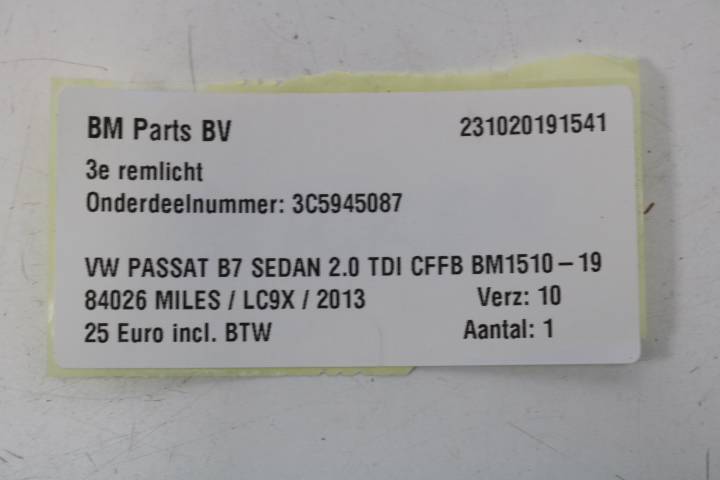 BM Parts BV 231020191541
3e remlicht
Onderdeelnummer: 3C5945087
VW PASSAT B7 SEDAN 2.0 TDI CFFB BM1510-19
84026 MILES / LC9X / 2013 Verz: 10
25 Euro incl. BTW Aantal: 1